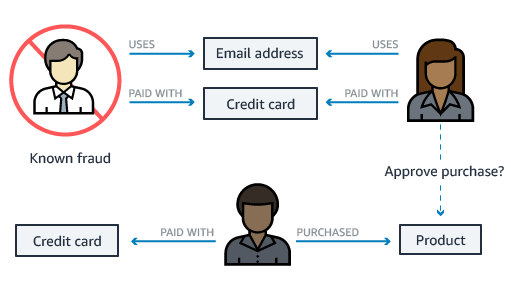 USES
Email address
USES
PAID WITH
Credit card
PAID WITH
Known fraud
Approve purchase?
Credit card
PAID WITH
PURCHASED
Product